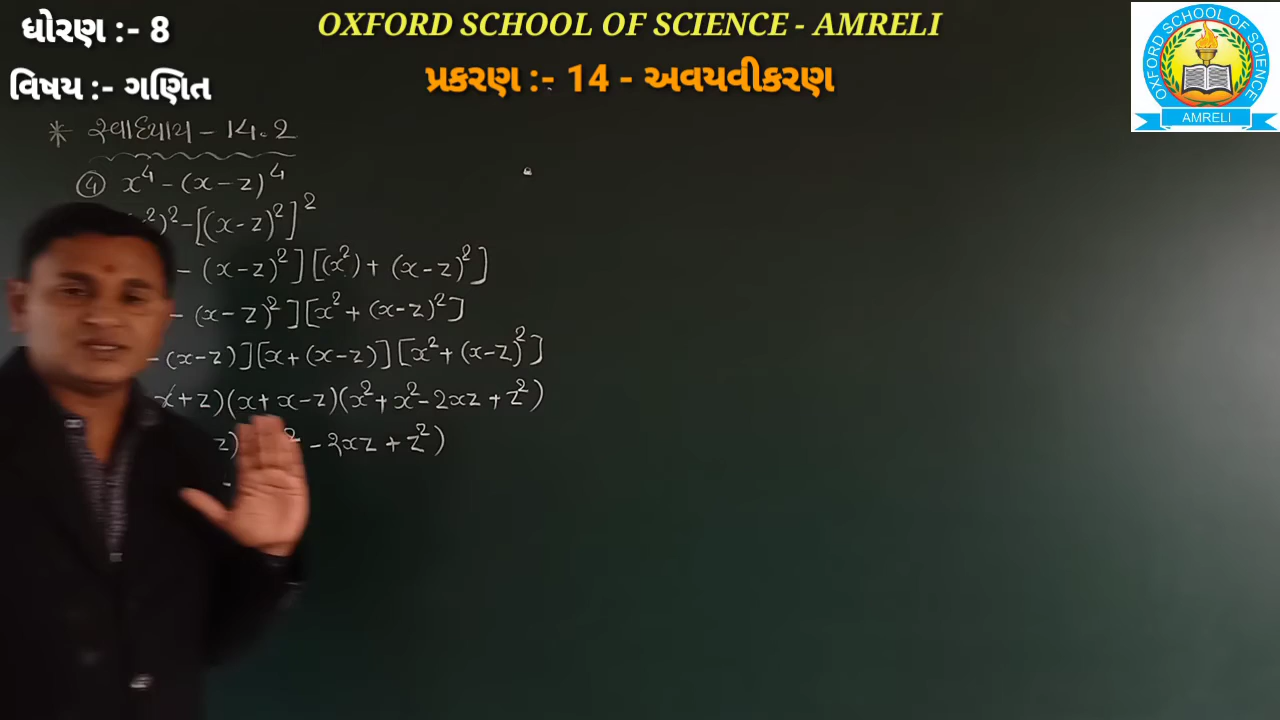 ધોરણ :- 8
OXFORD SCHOOL OF SCIENCE - AMRELI
વિષય :- ગણિત
પ્રકરણ :- 14 - અવયવીકરણ
OXFORD SCHOOL OF SCIENCE
AMRELI
* સ્વાધ્યાય - 14.2
④ x⁴ - (x-z)⁴
²)² - [(x-z)²]²
- (x-z)²][(x²) + (x-z)²]
- (x-z)²][x² + (x-z)²]
- (x-z)][x + (x-z)][x² + (x-z)²]
x + z)(x + x - z)(x² + x² - 2xz + z²)
z) ² - 2xz + z²)